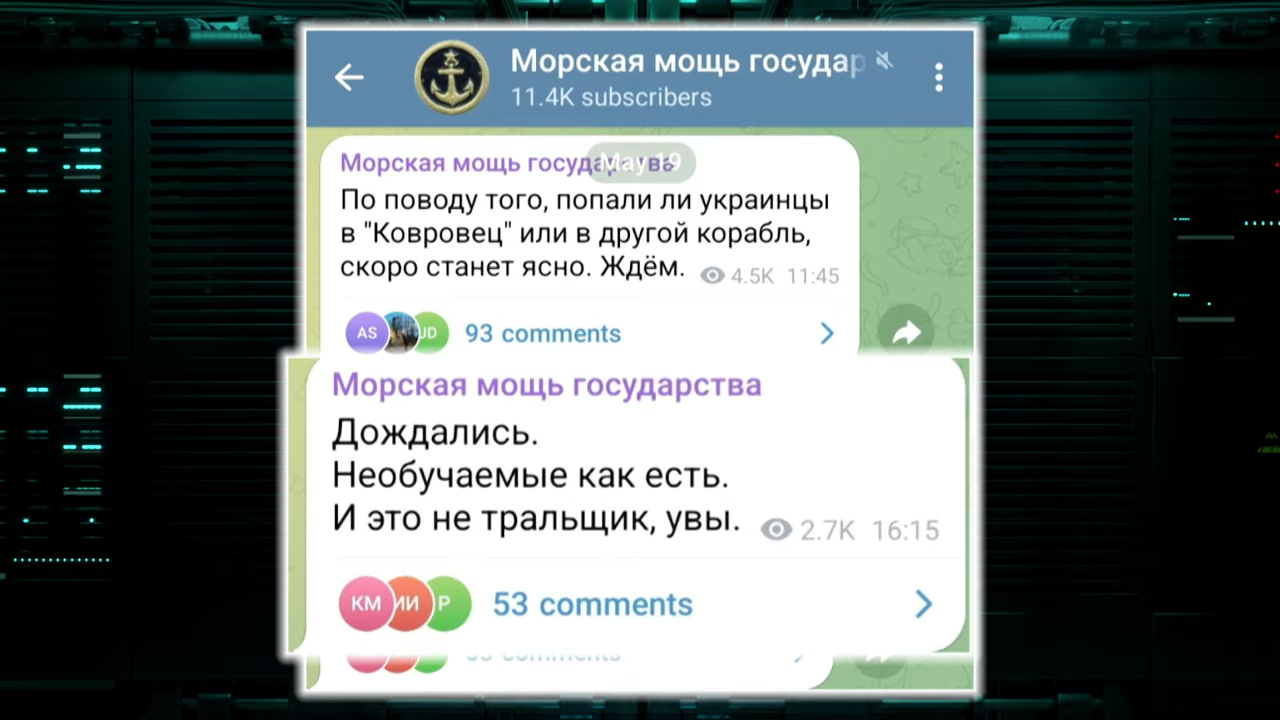 Морская мощь государ
11.4K subscribers
May 19
Морская мощь государства
По поводу того, попали ли украинцы
в "Ковровец" или в другой корабль,
скоро станет ясно. Ждём.
4.5K 11:45
AS
JD
93 comments
Морская мощь государства
Дождались.
Необучаемые как есть.
И это не тральщик, увы.
2.7K 16:15
КМ
ИИ
Р
53 comments